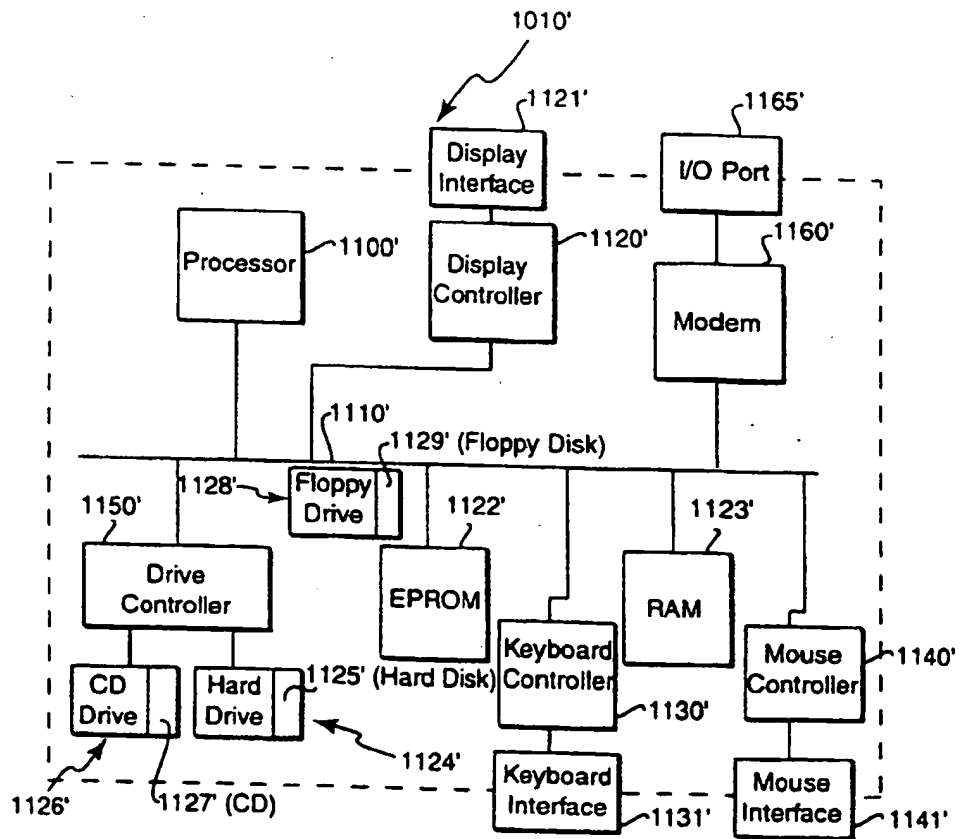 1010'
1121'
1165'
Display
Interface
I/O Port
1100'
1120'
1160'
Processor
Display
Controller
Modem
1110'
1129' (Floppy Disk)
1128'
Floppy
Drive
1150'
1122'
1123'
Drive
Controller
EPROM
RAM
Keyboard
Controller
Mouse
Controller
1140'
CD
Drive
Hard
Drive
1125' (Hard Disk)
1130'
1124'
1126'
1127' (CD)
Keyboard
Interface
1131'
Mouse
Interface
1141'